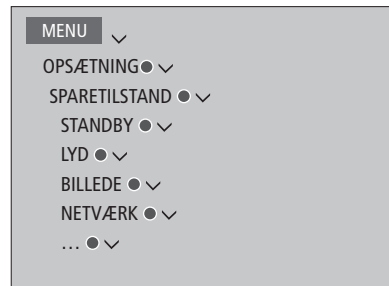 MENU
OPSÆTNING
SPARETILSTAND
STANDBY
LYD
BILLEDE
NETVÆRK
…